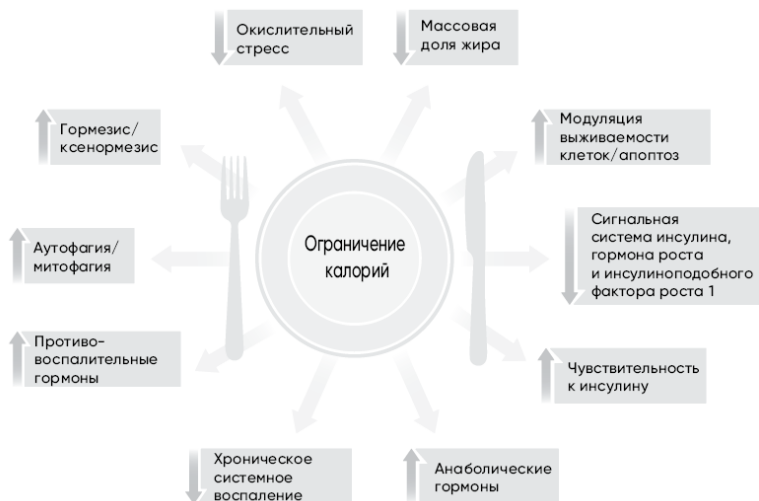 Окислительный
стресс
Массовая
доля жира
Гормезис/
ксенормезис
Модуляция
выживаемости
клеток/апоптоз
Ограничение
калорий
Аутофагия/
митофагия
Сигнальная
система инсулина,
гормона роста
и инсулиноподобного
фактора роста 1
Противо-
воспалительные
гормоны
Чувствительность
к инсулину
Хроническое
системное
воспаление
Анаболические
гормоны